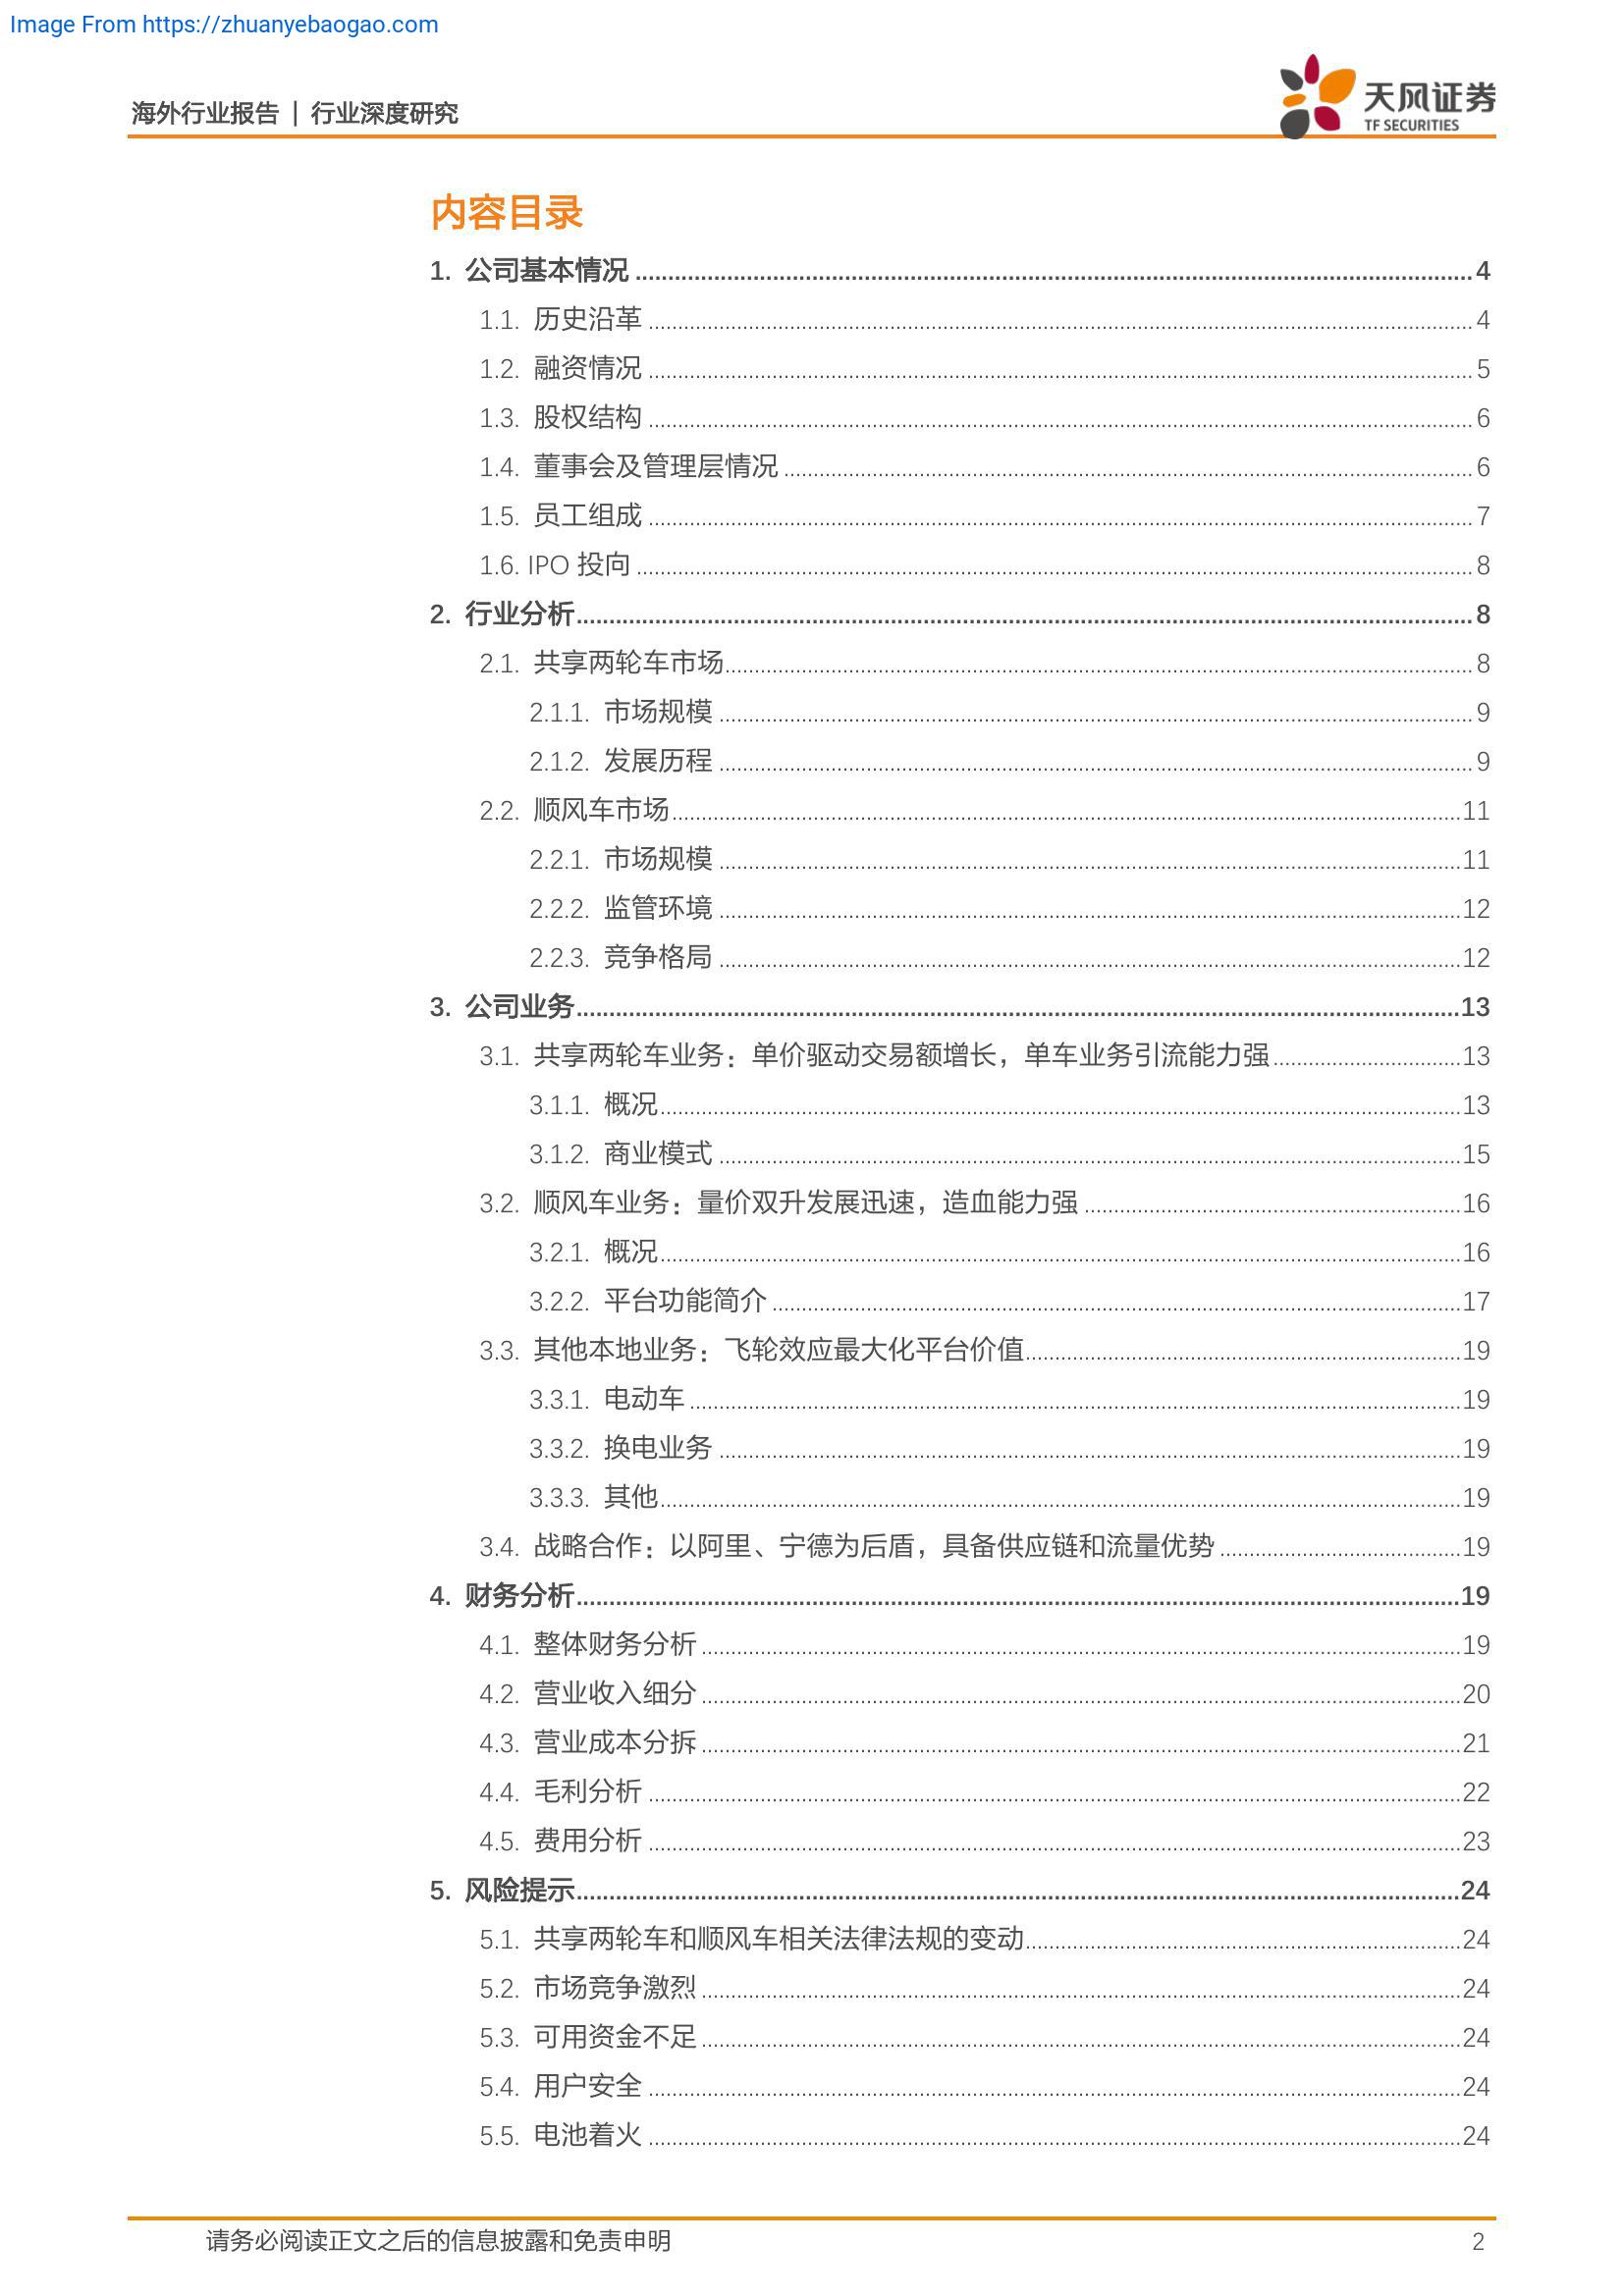 Image From https://zhuanyebaogao.com
海外行业报告 | 行业深度研究
天风证券
TF SECURITIES
内容目录
1. 公司基本情况 4
1.1. 历史沿革 4
1.2. 融资情况 5
1.3. 股权结构 6
1.4. 董事会及管理层情况 6
1.5. 员工组成 7
1.6. IPO 投向 8
2. 行业分析 8
2.1. 共享两轮车市场 8
2.1.1. 市场规模 9
2.1.2. 发展历程 9
2.2. 顺风车市场 11
2.2.1. 市场规模 11
2.2.2. 监管环境 12
2.2.3. 竞争格局 12
3. 公司业务 13
3.1. 共享两轮车业务：单价驱动交易额增长，单车业务引流能力强 13
3.1.1. 概况 13
3.1.2. 商业模式 15
3.2. 顺风车业务：量价双升发展迅速，造血能力强 16
3.2.1. 概况 16
3.2.2. 平台功能简介 17
3.3. 其他本地业务：飞轮效应最大化平台价值 19
3.3.1. 电动车 19
3.3.2. 换电业务 19
3.3.3. 其他 19
3.4. 战略合作：以阿里、宁德为后盾，具备供应链和流量优势 19
4. 财务分析 19
4.1. 整体财务分析 19
4.2. 营业收入细分 20
4.3. 营业成本分拆 21
4.4. 毛利分析 22
4.5. 费用分析 23
5. 风险提示 24
5.1. 共享两轮车和顺风车相关法律法规的变动 24
5.2. 市场竞争激烈 24
5.3. 可用资金不足 24
5.4. 用户安全 24
5.5. 电池着火 24
请务必阅读正文之后的信息披露和免责申明 2